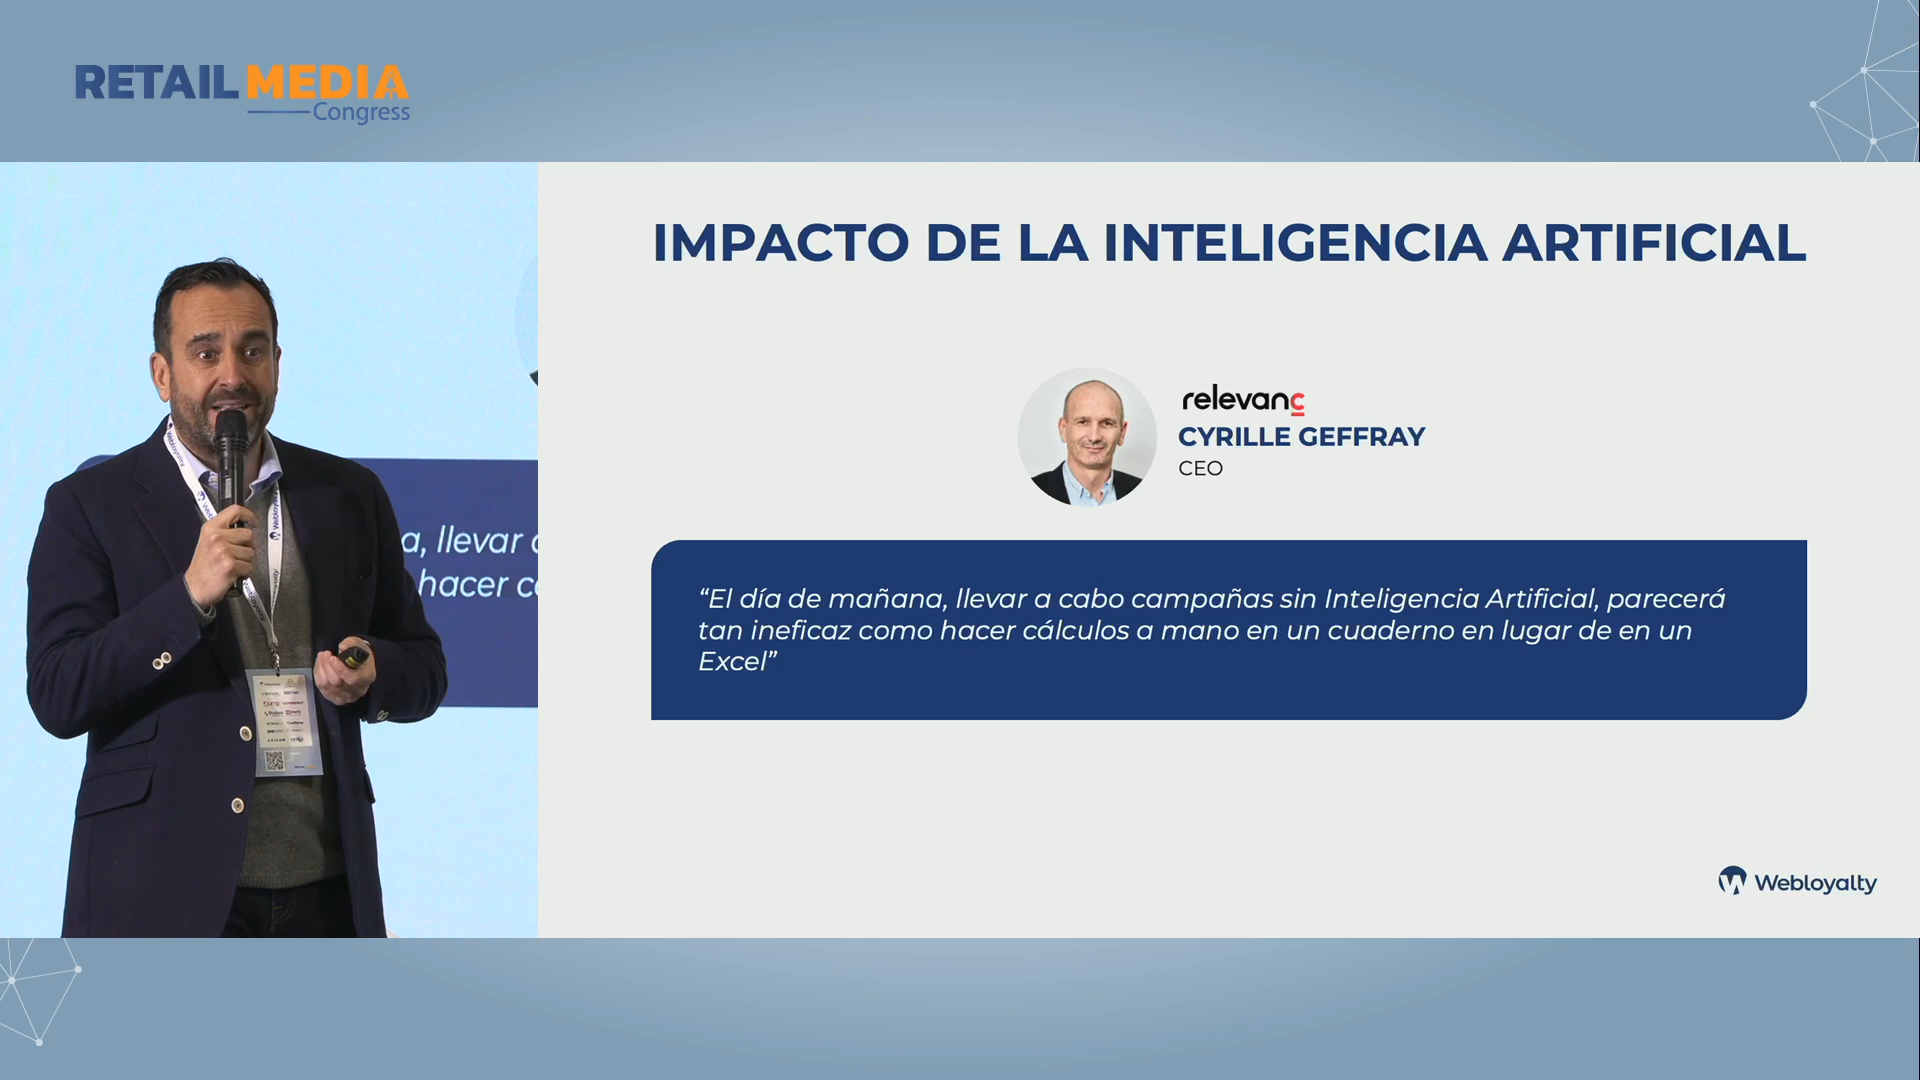 RETAIL MEDIA
Congress
IMPACTO DE LA INTELIGENCIA ARTIFICIAL
relevanc
CYRILLE GEFFRAY
CEO
“El día de mañana, llevar a cabo campañas sin Inteligencia Artificial, parecerá
tan ineficaz como hacer cálculos a mano en un cuaderno en lugar de en un
Excel”
a, llevar
hacer
Webloyalty
Webloyalty
Webloyalty